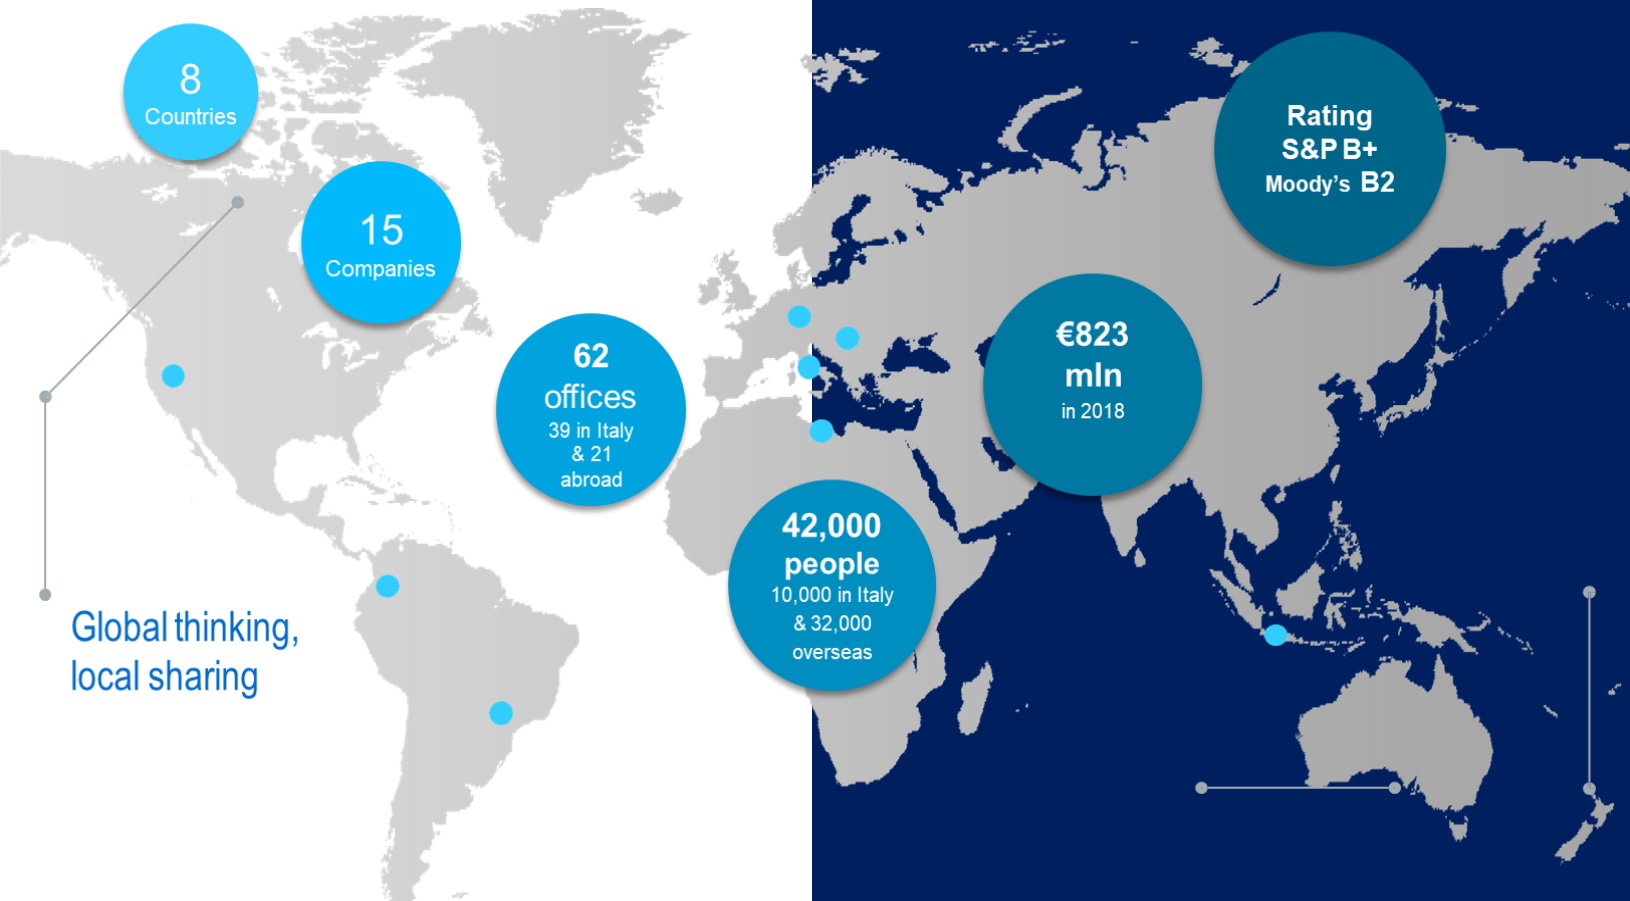 8
Countries
15
Companies
62
offices
39 in Italy
& 21
abroad
42,000
people
10,000 in Italy
& 32,000
overseas
€823
mln
in 2018
Rating
S&P B+
Moody’s B2
Global thinking,
local sharing